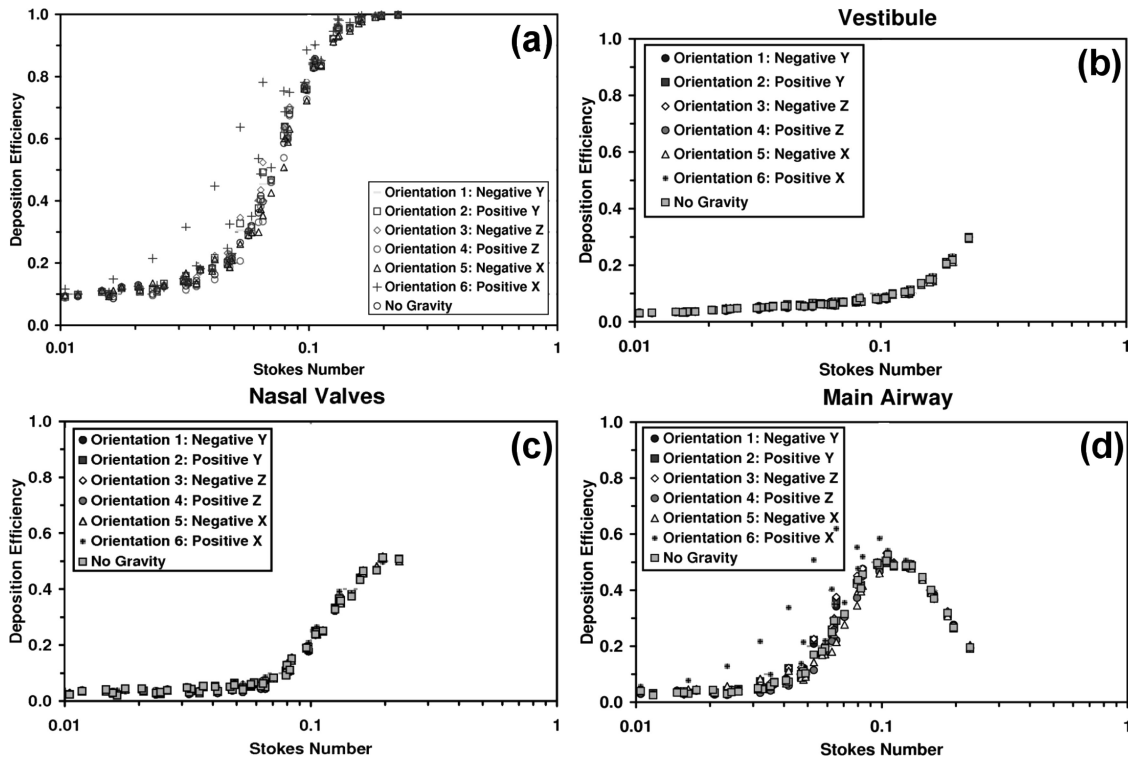 (a)
1.0
0.8
0.6
0.4
0.2
0.0
Deposition Efficiency
Orientation 1: Negative Y
Orientation 2: Positive Y
Orientation 3: Negative Z
Orientation 4: Positive Z
Orientation 5: Negative X
Orientation 6: Positive X
No Gravity
0.01
0.1
1
Stokes Number
Vestibule
(b)
1.0
0.8
0.6
0.4
0.2
0.0
Deposition Efficiency
Orientation 1: Negative Y
Orientation 2: Positive Y
Orientation 3: Negative Z
Orientation 4: Positive Z
Orientation 5: Negative X
Orientation 6: Positive X
No Gravity
0.01
0.1
1
Stokes Number
Nasal Valves
(c)
1.0
0.8
0.6
0.4
0.2
0.0
Deposition Efficiency
Orientation 1: Negative Y
Orientation 2: Positive Y
Orientation 3: Negative Z
Orientation 4: Positive Z
Orientation 5: Negative X
Orientation 6: Positive X
No Gravity
0.01
0.1
1
Stokes Number
Main Airway
(d)
1.0
0.8
0.6
0.4
0.2
0.0
Deposition Efficiency
Orientation 1: Negative Y
Orientation 2: Positive Y
Orientation 3: Negative Z
Orientation 4: Positive Z
Orientation 5: Negative X
Orientation 6: Positive X
No Gravity
0.01
0.1
1
Stokes Number